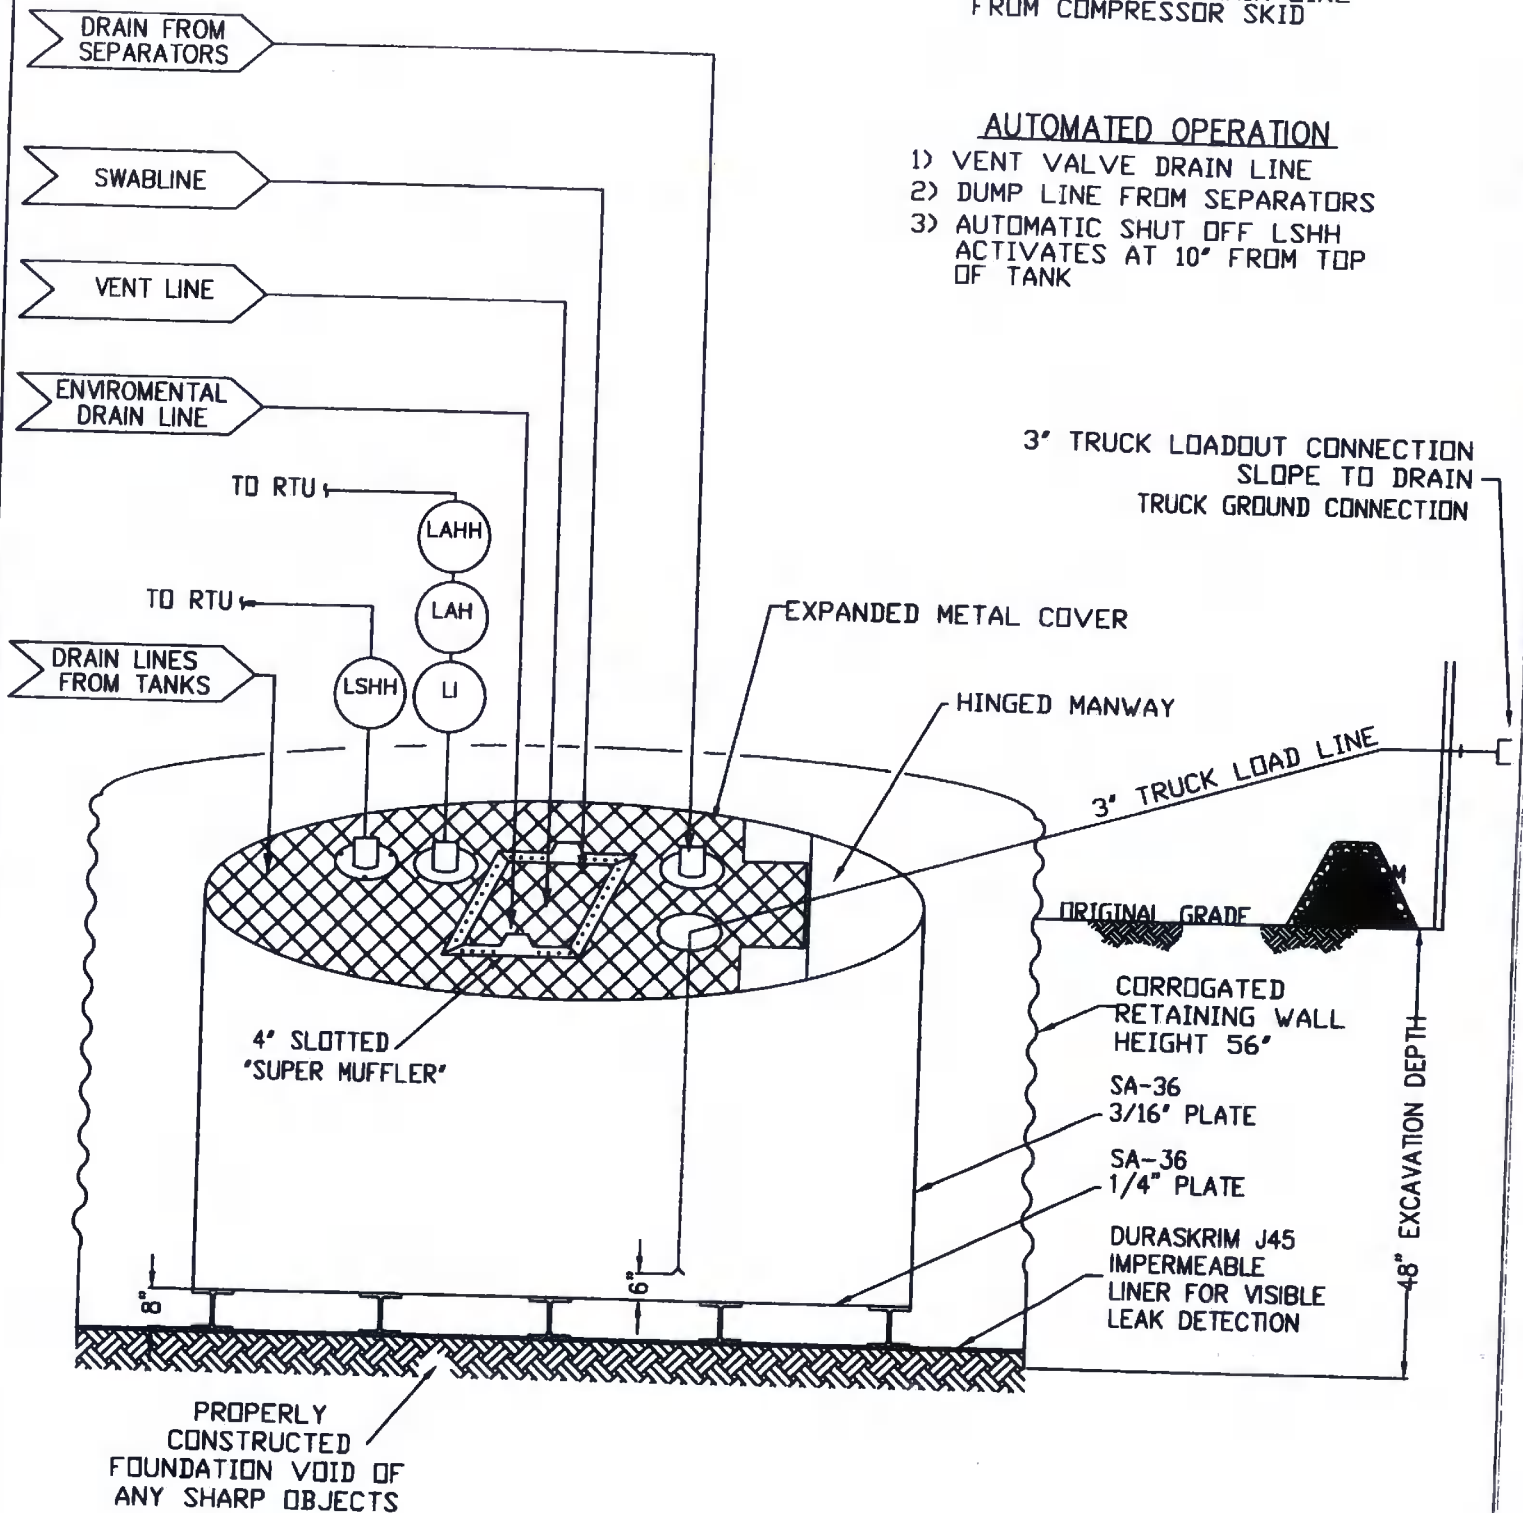 FROM COMPRESSOR SKID
DRAIN FROM
SEPARATORS
AUTOMATED OPERATION
1) VENT VALVE DRAIN LINE
2) DUMP LINE FROM SEPARATORS
3) AUTOMATIC SHUT OFF LSHH
ACTIVATES AT 10" FROM TOP
OF TANK
SWABLINE
VENT LINE
ENVIROMENTAL
DRAIN LINE
3" TRUCK LOADOUT CONNECTION
SLOPE TO DRAIN
TRUCK GROUND CONNECTION
TO RTU
LAHH
TO RTU
LAH
EXPANDED METAL COVER
DRAIN LINES
FROM TANKS
LSHH
LI
HINGED MANWAY
3" TRUCK LOAD LINE
M
ORIGINAL GRADE
CORROGATED
RETAINING WALL
HEIGHT 56"
4" SLOTTED
"SUPER MUFFLER"
SA-36
3/16" PLATE
SA-36
1/4" PLATE
48" EXCAVATION DEPTH
DURASKRIM J45
IMPERMEABLE
LINER FOR VISIBLE
LEAK DETECTION
8"
6"
PROPERLY
CONSTRUCTED
FOUNDATION VOID OF
ANY SHARP OBJECTS